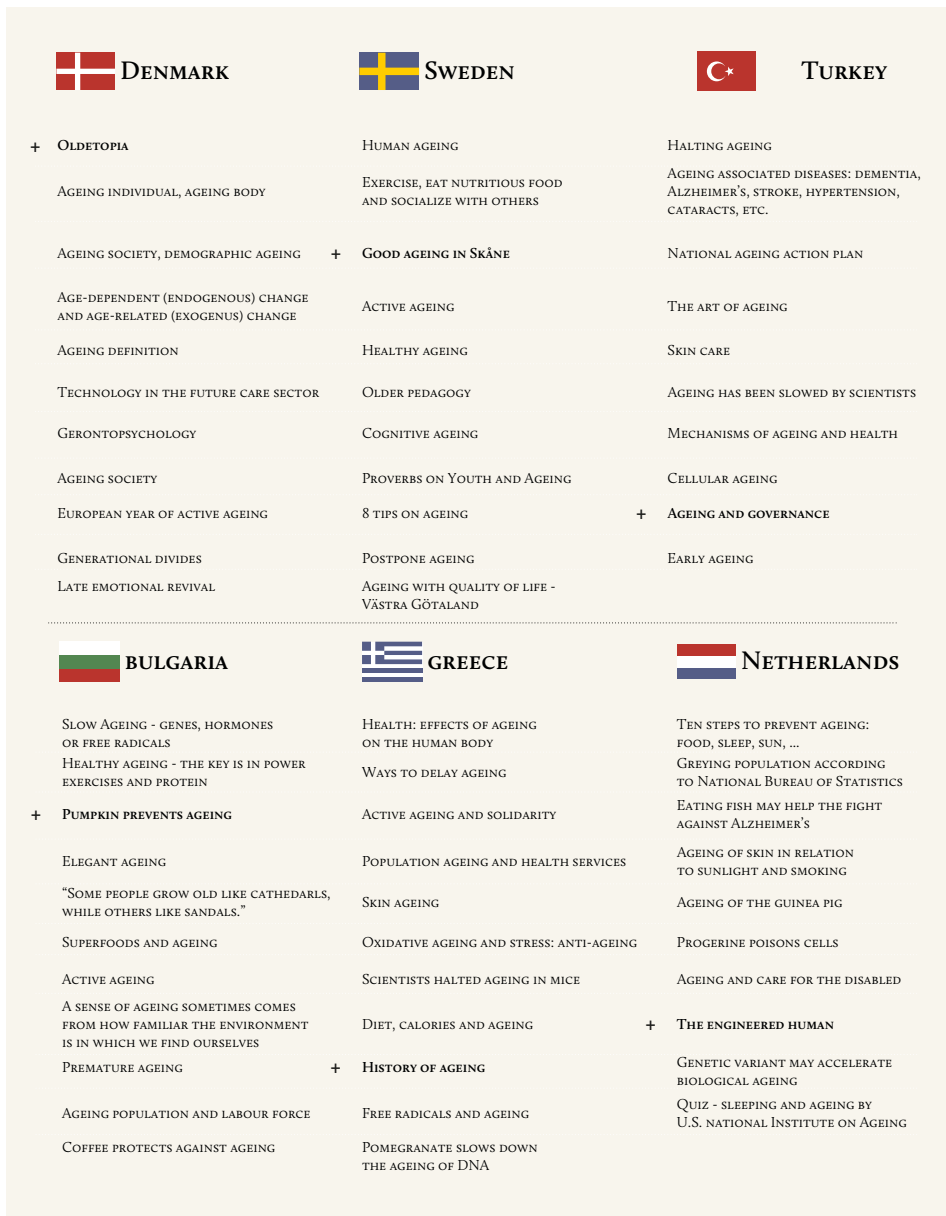 Denmark
+ Oldetopia
Ageing individual, ageing body
Ageing society, demographic ageing
Age-dependent (endogenous) change
and age-related (exogenus) change
Ageing definition
Technology in the future care sector
Gerontopsychology
Ageing society
European year of active ageing
Generational divides
Late emotional revival
Sweden
Human ageing
Exercise, eat nutritious food
and socialize with others
+ Good ageing in Skåne
Active ageing
Healthy ageing
Older pedagogy
Cognitive ageing
Proverbs on Youth and Ageing
8 tips on ageing
Postpone ageing
Ageing with quality of life -
Västra Götaland
Turkey
Halting ageing
Ageing associated diseases: dementia,
Alzheimer's, stroke, hypertension,
cataracts, etc.
National ageing action plan
The art of ageing
Skin care
Ageing has been slowed by scientists
Mechanisms of ageing and health
Cellular ageing
+ Ageing and governance
Early ageing
bulgaria
Slow Ageing - genes, hormones
or free radicals
Healthy ageing - the key is in power
exercises and protein
+ Pumpkin prevents ageing
Elegant ageing
“Some people grow old like cathedarls,
while others like sandals.”
Superfoods and ageing
Active ageing
A sense of ageing sometimes comes
from how familiar the environment
is in which we find ourselves
Premature ageing
Ageing population and labour force
Coffee protects against ageing
greece
Health: effects of ageing
on the human body
Ways to delay ageing
Active ageing and solidarity
Population ageing and health services
Skin ageing
Oxidative ageing and stress: anti-ageing
Scientists halted ageing in mice
Diet, calories and ageing
+ History of ageing
Free radicals and ageing
Pomegranate slows down
the ageing of DNA
Netherlands
Ten steps to prevent ageing:
food, sleep, sun, ...
Greying population according
to National Bureau of Statistics
Eating fish may help the fight
against Alzheimer's
Ageing of skin in relation
to sunlight and smoking
Ageing of the guinea pig
Progerine poisons cells
Ageing and care for the disabled
+ The engineered human
Genetic variant may accelerate
biological ageing
Quiz - sleeping and ageing by
U.S. national Institute on Ageing